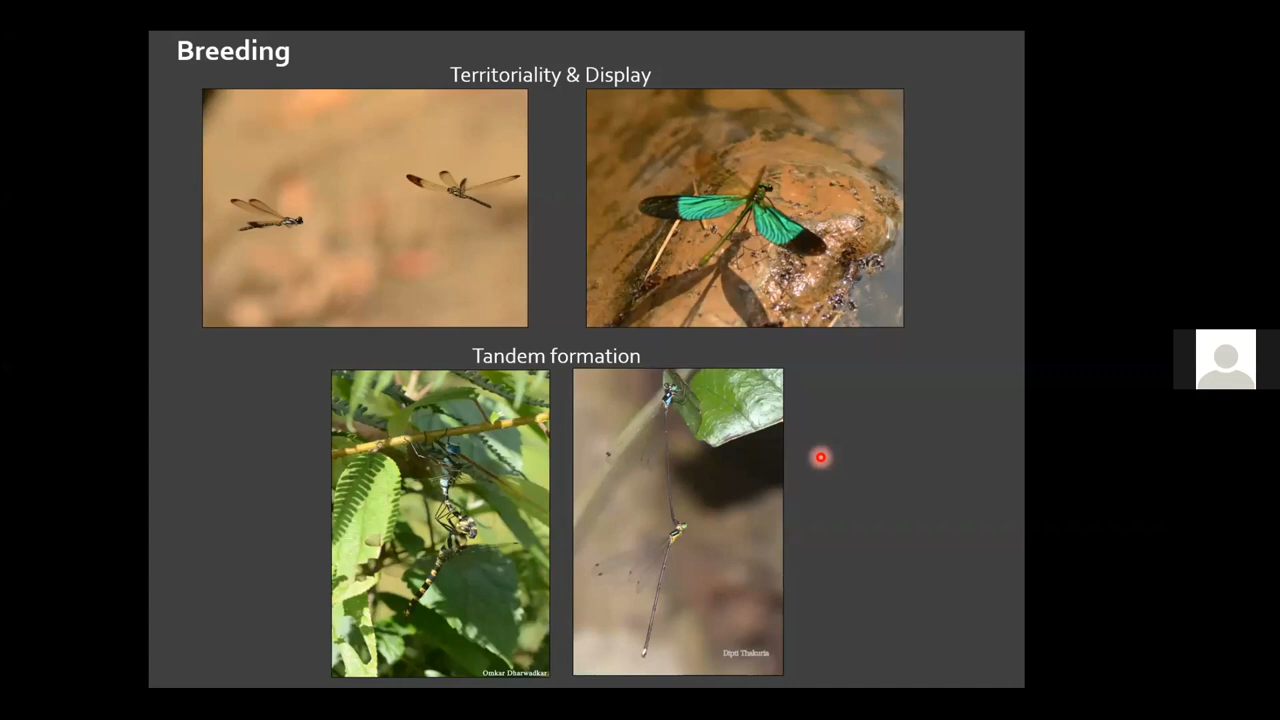 Breeding
Territoriality & Display
Tandem formation
Omkar Dharwadkar
Dipti Thakuria